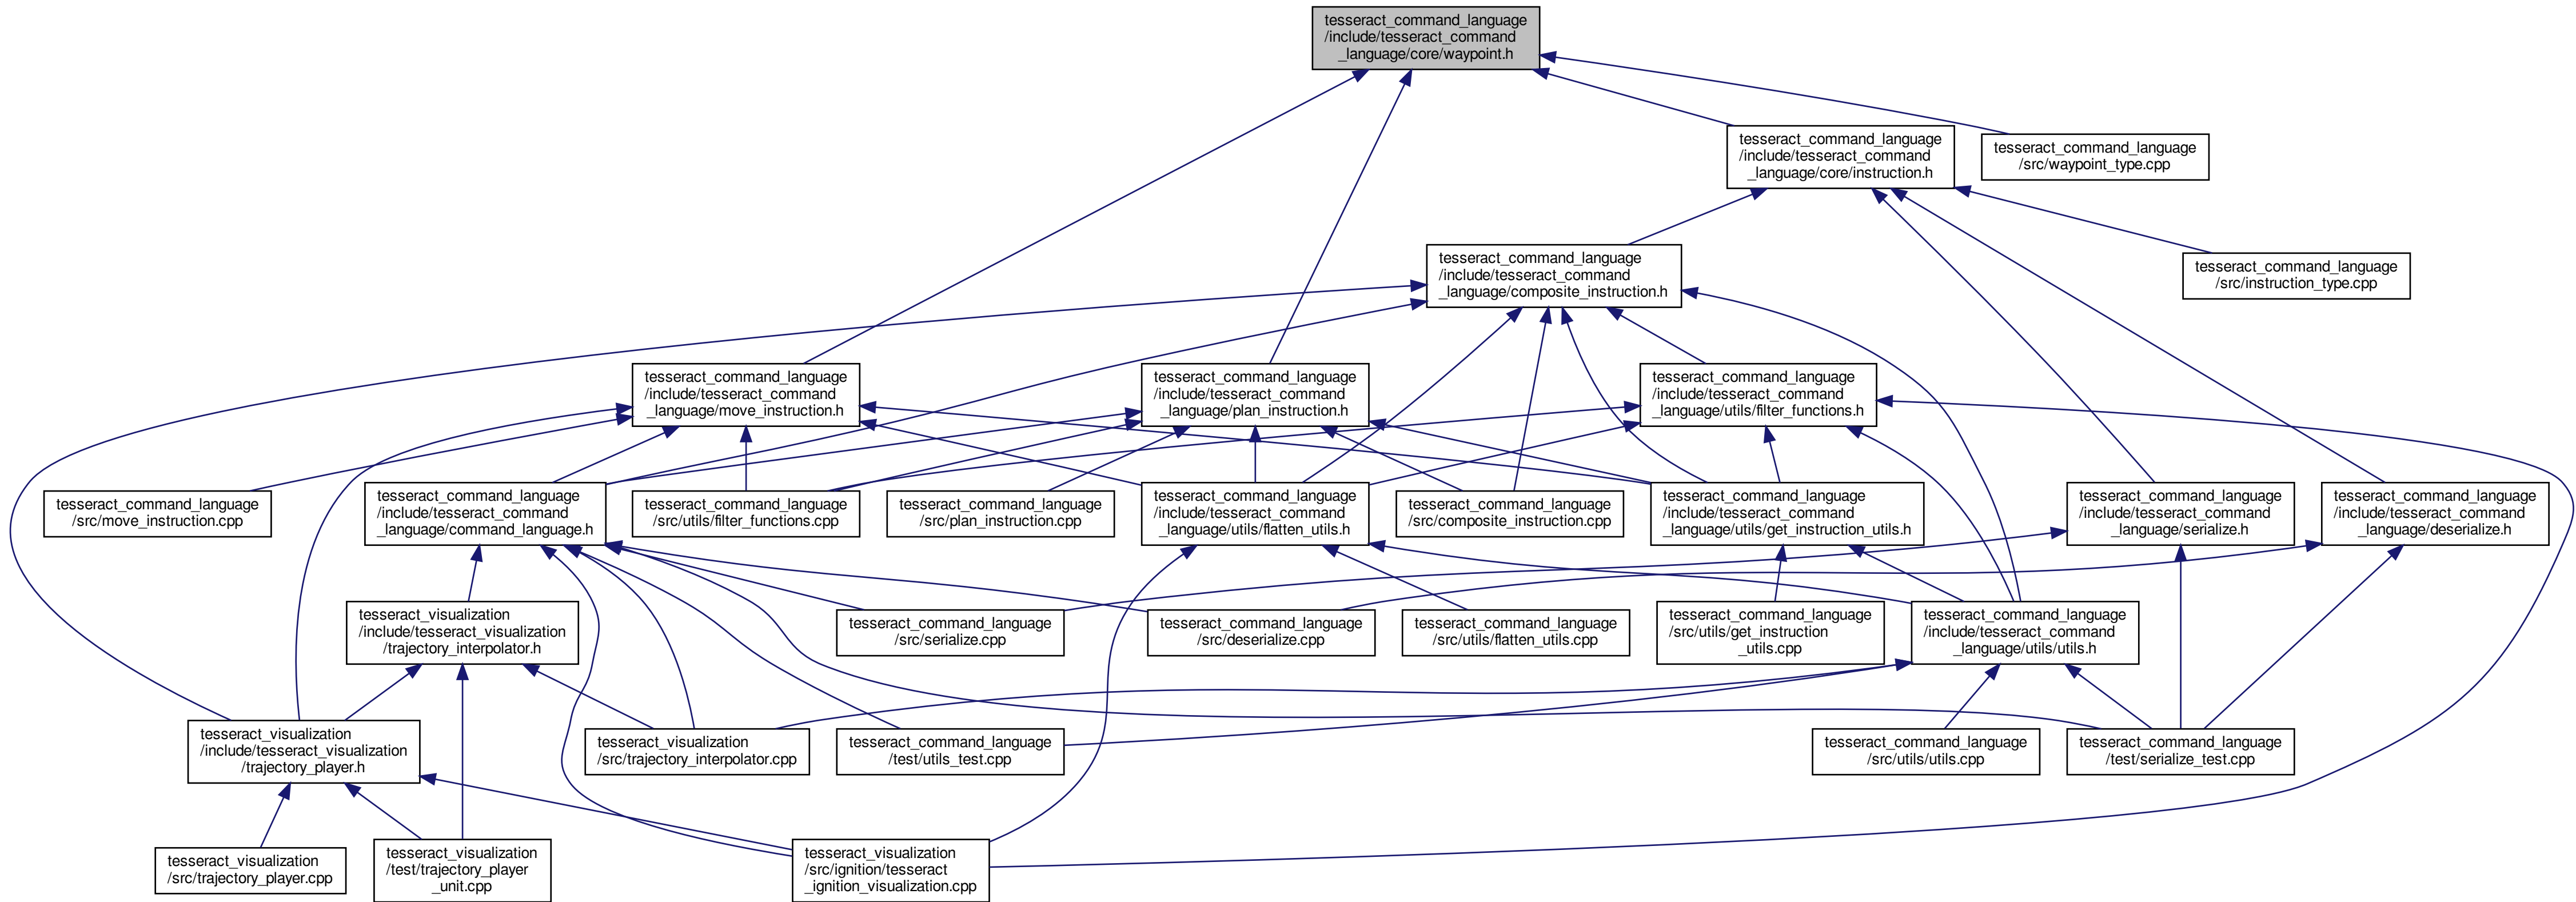 tesseract_command_language
/include/tesseract_command
_language/core/waypoint.h
tesseract_command_language
/include/tesseract_command
_language/core/instruction.h
tesseract_command_language
/src/waypoint_type.cpp
tesseract_command_language
/include/tesseract_command
_language/composite_instruction.h
tesseract_command_language
/src/instruction_type.cpp
tesseract_command_language
/include/tesseract_command
_language/move_instruction.h
tesseract_command_language
/include/tesseract_command
_language/plan_instruction.h
tesseract_command_language
/include/tesseract_command
_language/utils/filter_functions.h
tesseract_command_language
/src/move_instruction.cpp
tesseract_command_language
/include/tesseract_command
_language/command_language.h
tesseract_command_language
/src/utils/filter_functions.cpp
tesseract_command_language
/src/plan_instruction.cpp
tesseract_command_language
/include/tesseract_command
_language/utils/flatten_utils.h
tesseract_command_language
/src/composite_instruction.cpp
tesseract_command_language
/include/tesseract_command
_language/utils/get_instruction_utils.h
tesseract_command_language
/include/tesseract_command
_language/serialize.h
tesseract_command_language
/include/tesseract_command
_language/deserialize.h
tesseract_visualization
/include/tesseract_visualization
/trajectory_interpolator.h
tesseract_command_language
/src/serialize.cpp
tesseract_command_language
/src/deserialize.cpp
tesseract_command_language
/src/utils/flatten_utils.cpp
tesseract_command_language
/src/utils/get_instruction
_utils.cpp
tesseract_command_language
/include/tesseract_command
_language/utils/utils.h
tesseract_visualization
/include/tesseract_visualization
/trajectory_player.h
tesseract_visualization
/src/trajectory_interpolator.cpp
tesseract_command_language
/test/utils_test.cpp
tesseract_command_language
/src/utils/utils.cpp
tesseract_command_language
/test/serialize_test.cpp
tesseract_visualization
/src/trajectory_player.cpp
tesseract_visualization
/test/trajectory_player
_unit.cpp
tesseract_visualization
/src/ignition/tesseract
_ignition_visualization.cpp